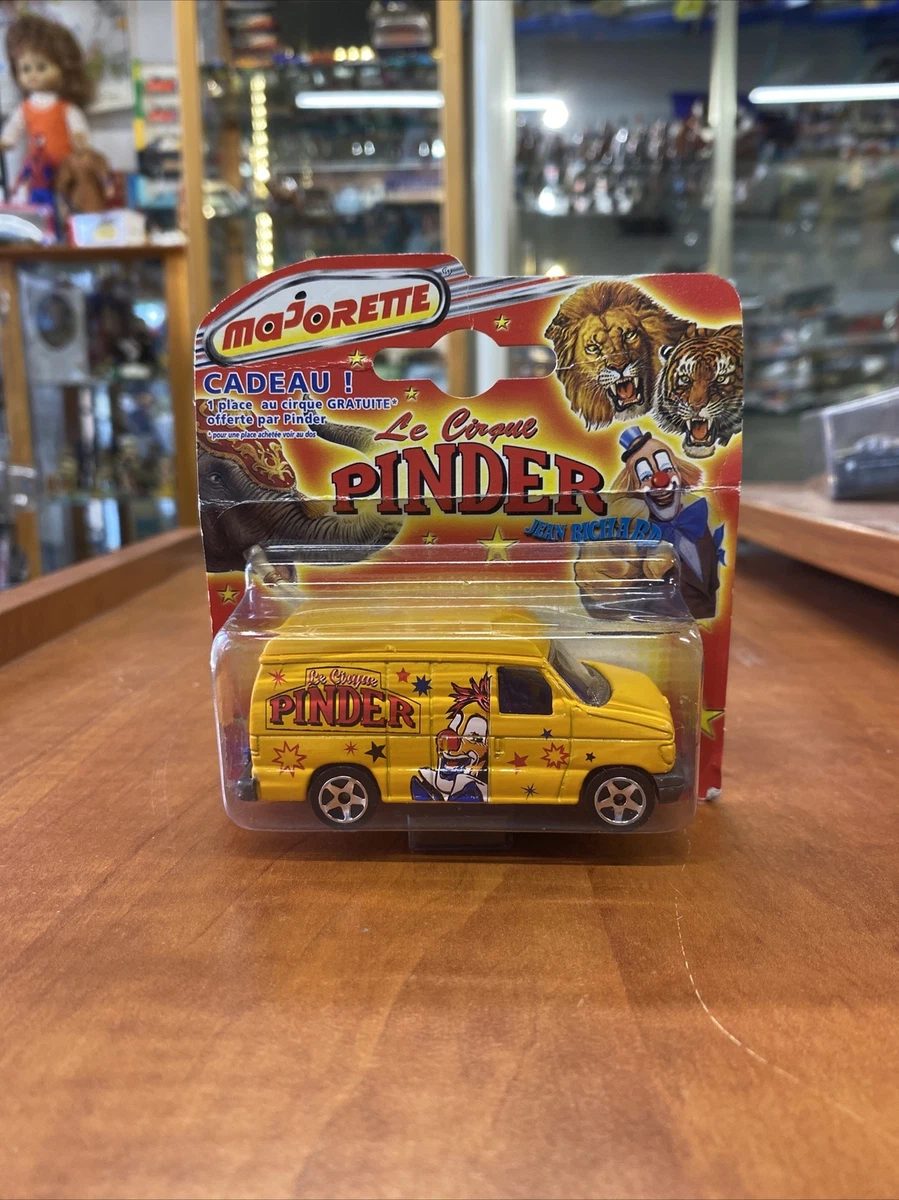 MAJORETTE
CADEAU !
1 place au cirque GRATUITE*
offerte par Pinder
* pour une place achetée voir au dos
Le Cirque
PINDER
JEAN RICHARD
Le Cirque
PINDER